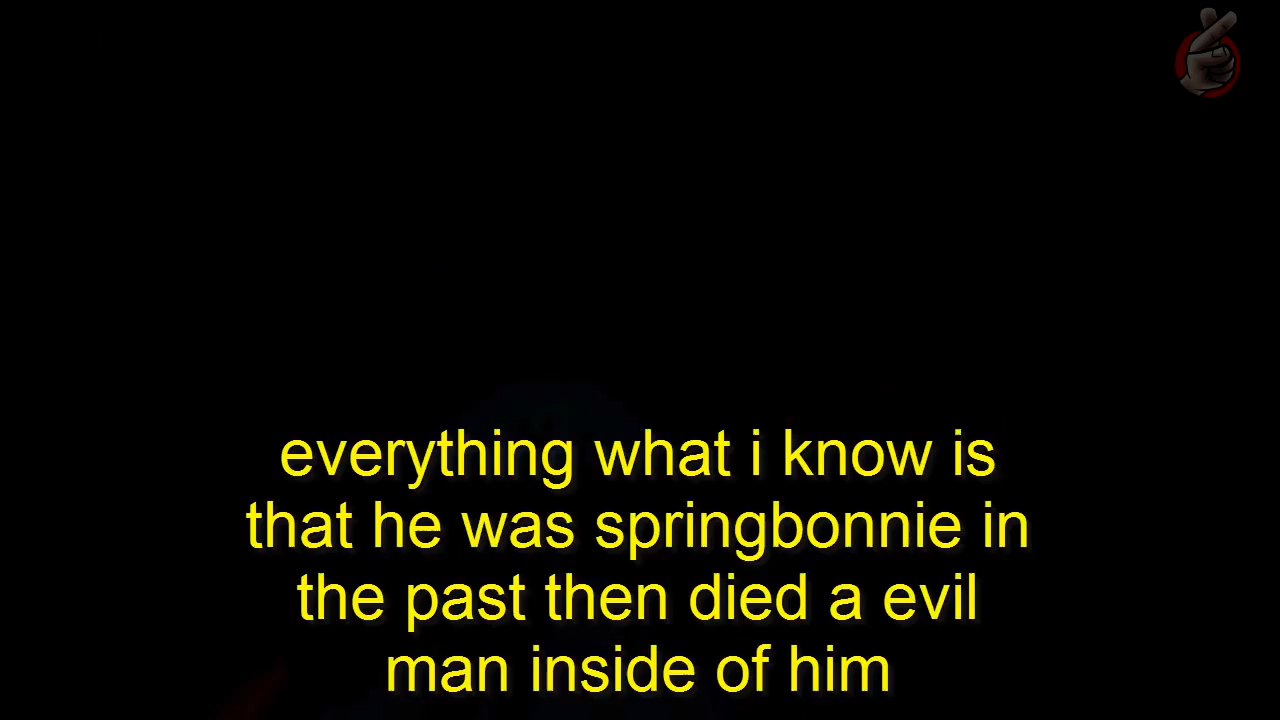 everything what i know is
that he was springbonnie in
the past then died a evil
man inside of him